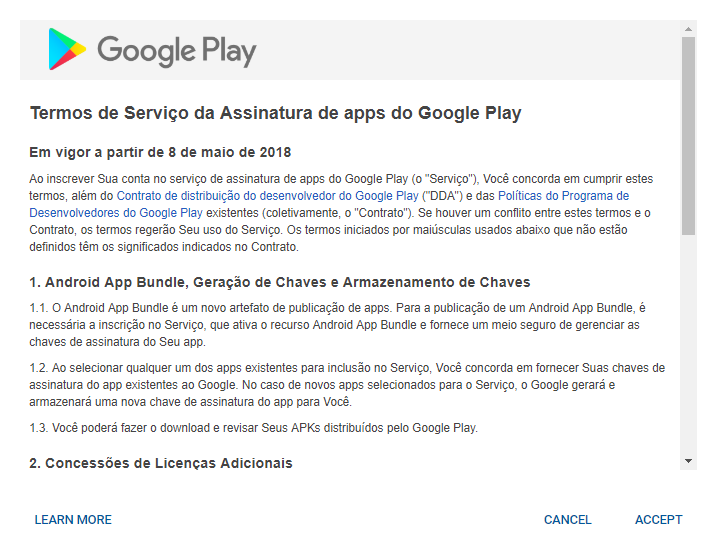 Google Play
Termos de Serviço da Assinatura de apps do Google Play
Em vigor a partir de 8 de maio de 2018
Ao inscrever Sua conta no serviço de assinatura de apps do Google Play (o "Serviço"), Você concorda em cumprir estes
termos, além do Contrato de distribuição do desenvolvedor do Google Play ("DDA") e das Políticas do Programa de
Desenvolvedores do Google Play existentes (coletivamente, o "Contrato"). Se houver um conflito entre estes termos e o
Contrato, os termos regerão Seu uso do Serviço. Os termos iniciados por maiúsculas usados abaixo que não estão
definidos têm os significados indicados no Contrato.
1. Android App Bundle, Geração de Chaves e Armazenamento de Chaves
1.1. O Android App Bundle é um novo artefato de publicação de apps. Para a publicação de um Android App Bundle, é
necessária a inscrição no Serviço, que ativa o recurso Android App Bundle e fornece um meio seguro de gerenciar as
chaves de assinatura do Seu app.
1.2. Ao selecionar qualquer um dos apps existentes para inclusão no Serviço, Você concorda em fornecer Suas chaves de
assinatura do app existentes ao Google. No caso de novos apps selecionados para o Serviço, o Google gerará e
armazenará uma nova chave de assinatura do app para Você.
1.3. Você poderá fazer o download e revisar Seus APKs distribuídos pelo Google Play.
2. Concessões de Licenças Adicionais
LEARN MORE CANCEL ACCEPT